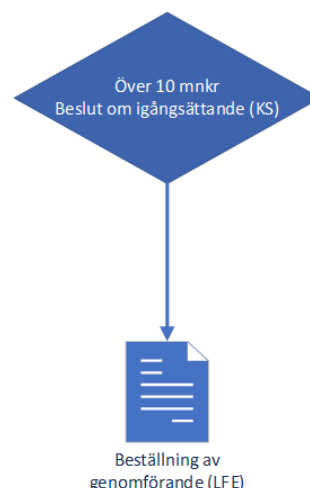 Över 10 mnkr
Beslut om igångsättande (KS)
Beställning av
genomförande (LFE)